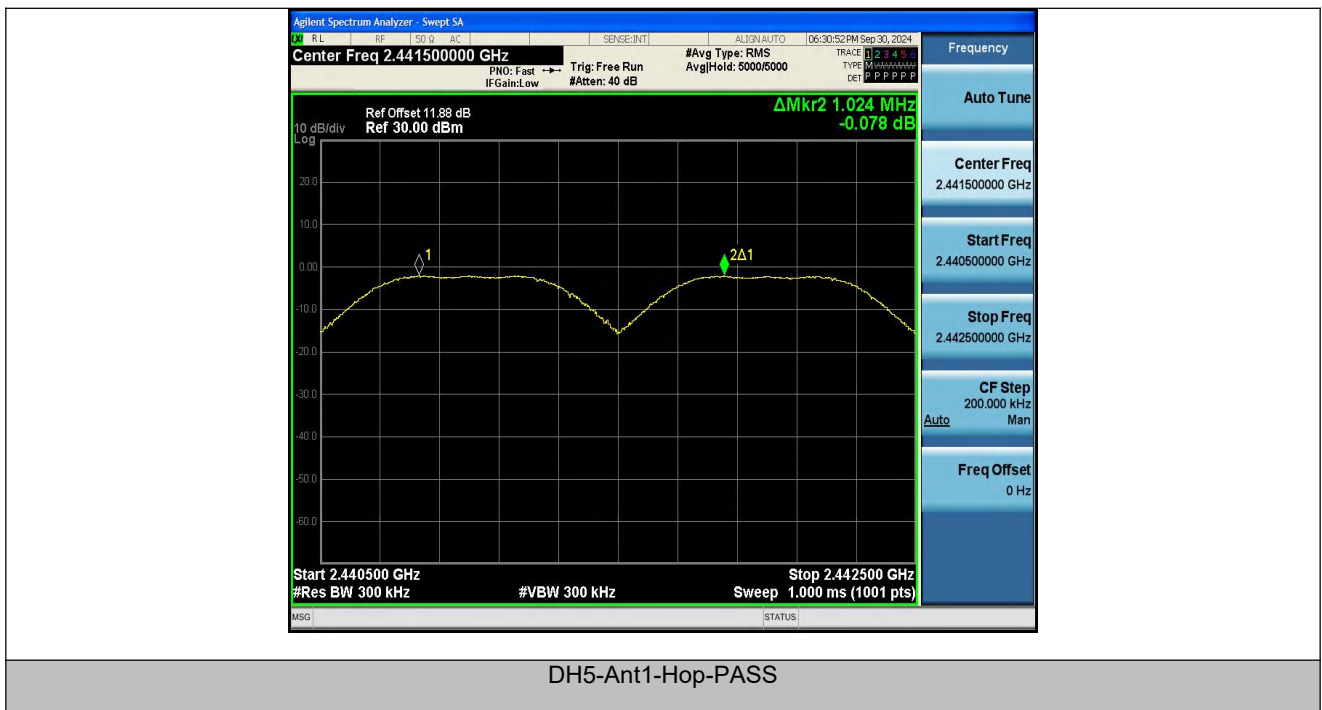 Agilent Spectrum Analyzer - Swept SA
LXI RL RF 50 Ω AC SENSE:INT ALIGN AUTO 06:30:52 PM Sep 30, 2024
Center Freq 2.441500000 GHz
PNO: Fast
IFGain:Low
Trig: Free Run
#Atten: 40 dB
#Avg Type: RMS
Avg|Hold: 5000/5000
TRACE 1 2 3 4 5 6
TYPE M
DET P P P P P P
Ref Offset 11.88 dB
10 dB/div Ref 30.00 dBm
Log
ΔMkr2 1.024 MHz
-0.078 dB
20.0
10.0
0.00
-10.0
-20.0
-30.0
-40.0
-50.0
-60.0
1
2Δ1
Start 2.440500 GHz
Stop 2.442500 GHz
#Res BW 300 kHz
#VBW 300 kHz
Sweep 1.000 ms (1001 pts)
MSG
STATUS
Frequency
Auto Tune
Center Freq
2.441500000 GHz
Start Freq
2.440500000 GHz
Stop Freq
2.442500000 GHz
CF Step
200.000 kHz
Auto Man
Freq Offset
0 Hz
DH5-Ant1-Hop-PASS